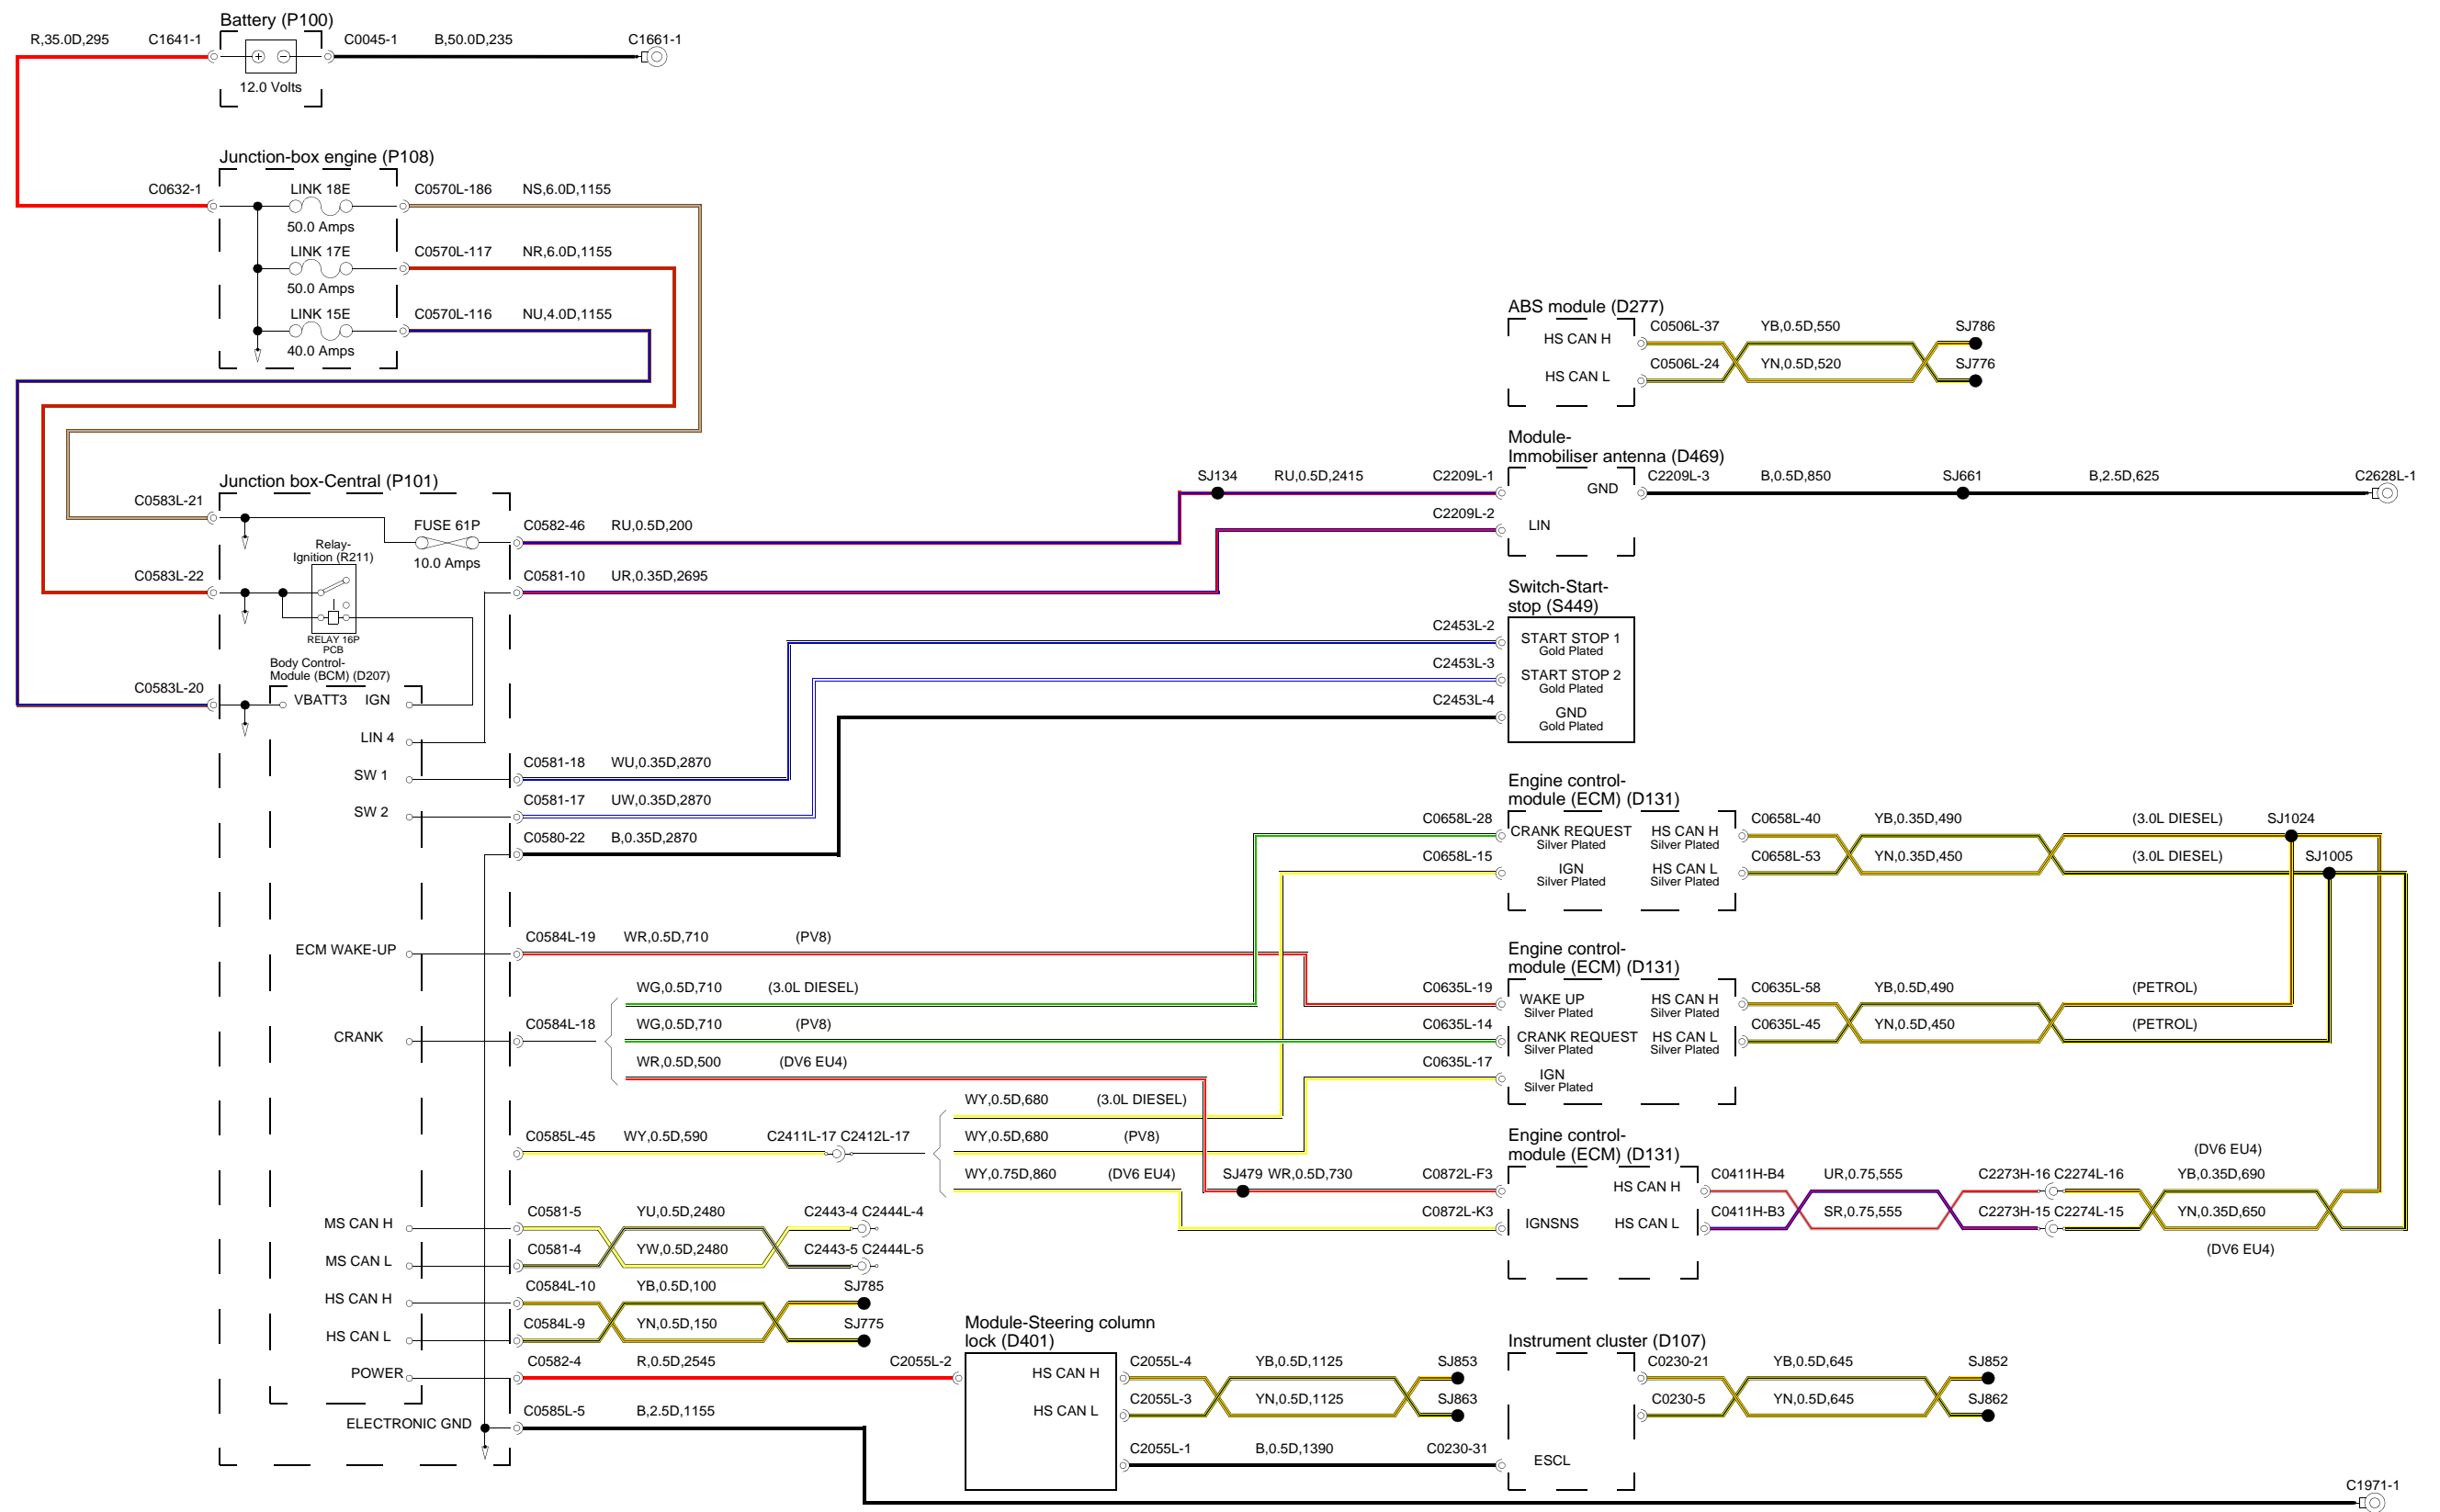 Battery (P100)
R,35.0D,295
C1641-1
C0045-1
B,50.0D,235
C1661-1
12.0 Volts
Junction-box engine (P108)
C0632-1
LINK 18E
50.0 Amps
C0570L-186
NS,6.0D,1155
LINK 17E
50.0 Amps
C0570L-117
NR,6.0D,1155
LINK 15E
40.0 Amps
C0570L-116
NU,4.0D,1155
ABS module (D277)
HS CAN H
HS CAN L
C0506L-37
YB,0.5D,550
SJ786
C0506L-24
YN,0.5D,520
SJ776
Module-
Immobiliser antenna (D469)
SJ134
RU,0.5D,2415
C2209L-1
GND
C2209L-3
B,0.5D,850
SJ661
B,2.5D,625
C2628L-1
C2209L-2
LIN
Junction box-Central (P101)
C0583L-21
FUSE 61P
10.0 Amps
C0582-46
RU,0.5D,200
Relay-
Ignition (R211)
C0583L-22
RELAY 16P
PCB
C0581-10
UR,0.35D,2695
Body Control-
Module (BCM) (D207)
C0583L-20
VBATT3
IGN
LIN 4
SW 1
SW 2
C0581-18
WU,0.35D,2870
C0581-17
UW,0.35D,2870
C0580-22
B,0.35D,2870
Switch-Start-
stop (S449)
C2453L-2
START STOP 1
Gold Plated
C2453L-3
START STOP 2
Gold Plated
C2453L-4
GND
Gold Plated
Engine control-
module (ECM) (D131)
C0658L-28
CRANK REQUEST
Silver Plated
HS CAN H
Silver Plated
C0658L-40
YB,0.35D,490
(3.0L DIESEL)
SJ1024
C0658L-15
IGN
Silver Plated
HS CAN L
Silver Plated
C0658L-53
YN,0.35D,450
(3.0L DIESEL)
SJ1005
ECM WAKE-UP
C0584L-19
WR,0.5D,710
(PV8)
CRANK
C0584L-18
WG,0.5D,710
(3.0L DIESEL)
WG,0.5D,710
(PV8)
WR,0.5D,500
(DV6 EU4)
Engine control-
module (ECM) (D131)
C0635L-19
WAKE UP
Silver Plated
HS CAN H
Silver Plated
C0635L-58
YB,0.5D,490
(PETROL)
C0635L-14
CRANK REQUEST
Silver Plated
HS CAN L
Silver Plated
C0635L-45
YN,0.5D,450
(PETROL)
C0635L-17
IGN
Silver Plated
C0585L-45
WY,0.5D,590
C2411L-17 C2412L-17
WY,0.5D,680
(3.0L DIESEL)
WY,0.5D,680
(PV8)
WY,0.75D,860
(DV6 EU4)
SJ479
WR,0.5D,730
Engine control-
module (ECM) (D131)
C0872L-F3
HS CAN H
C0411H-B4
UR,0.75,555
C2273H-16 C2274L-16
(DV6 EU4)
YB,0.35D,690
C0872L-K3
IGNSNS
HS CAN L
C0411H-B3
SR,0.75,555
C2273H-15 C2274L-15
YN,0.35D,650
(DV6 EU4)
MS CAN H
C0581-5
YU,0.5D,2480
C2443-4 C2444L-4
MS CAN L
C0581-4
YW,0.5D,2480
C2443-5 C2444L-5
HS CAN H
C0584L-10
YB,0.5D,100
SJ785
HS CAN L
C0584L-9
YN,0.5D,150
SJ775
POWER
C0582-4
R,0.5D,2545
C2055L-2
ELECTRONIC GND
C0585L-5
B,2.5D,1155
Module-Steering column
lock (D401)
HS CAN H
C2055L-4
YB,0.5D,1125
SJ853
HS CAN L
C2055L-3
YN,0.5D,1125
SJ863
C2055L-1
B,0.5D,1390
C0230-31
Instrument cluster (D107)
C0230-21
YB,0.5D,645
SJ852
C0230-5
YN,0.5D,645
SJ862
ESCL
C1971-1